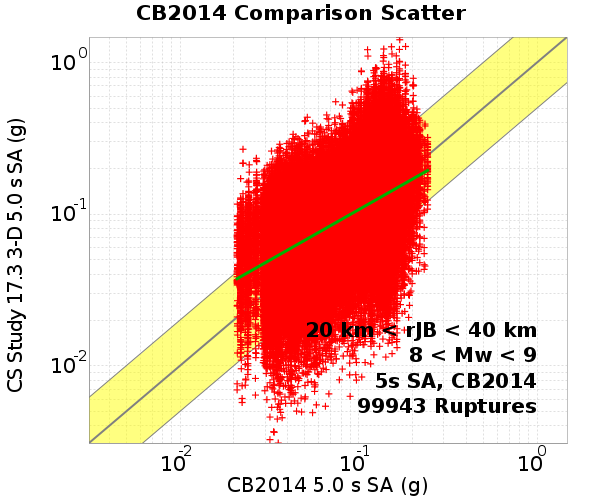 CB2014 Comparison Scatter
CS Study 17.3 3-D 5.0 s SA (g)
10^0
10^-1
10^-2
20 km < rJB < 40 km
8 < Mw < 9
5s SA, CB2014
99943 Ruptures
10^-2 10^-1 10^0
CB2014 5.0 s SA (g)